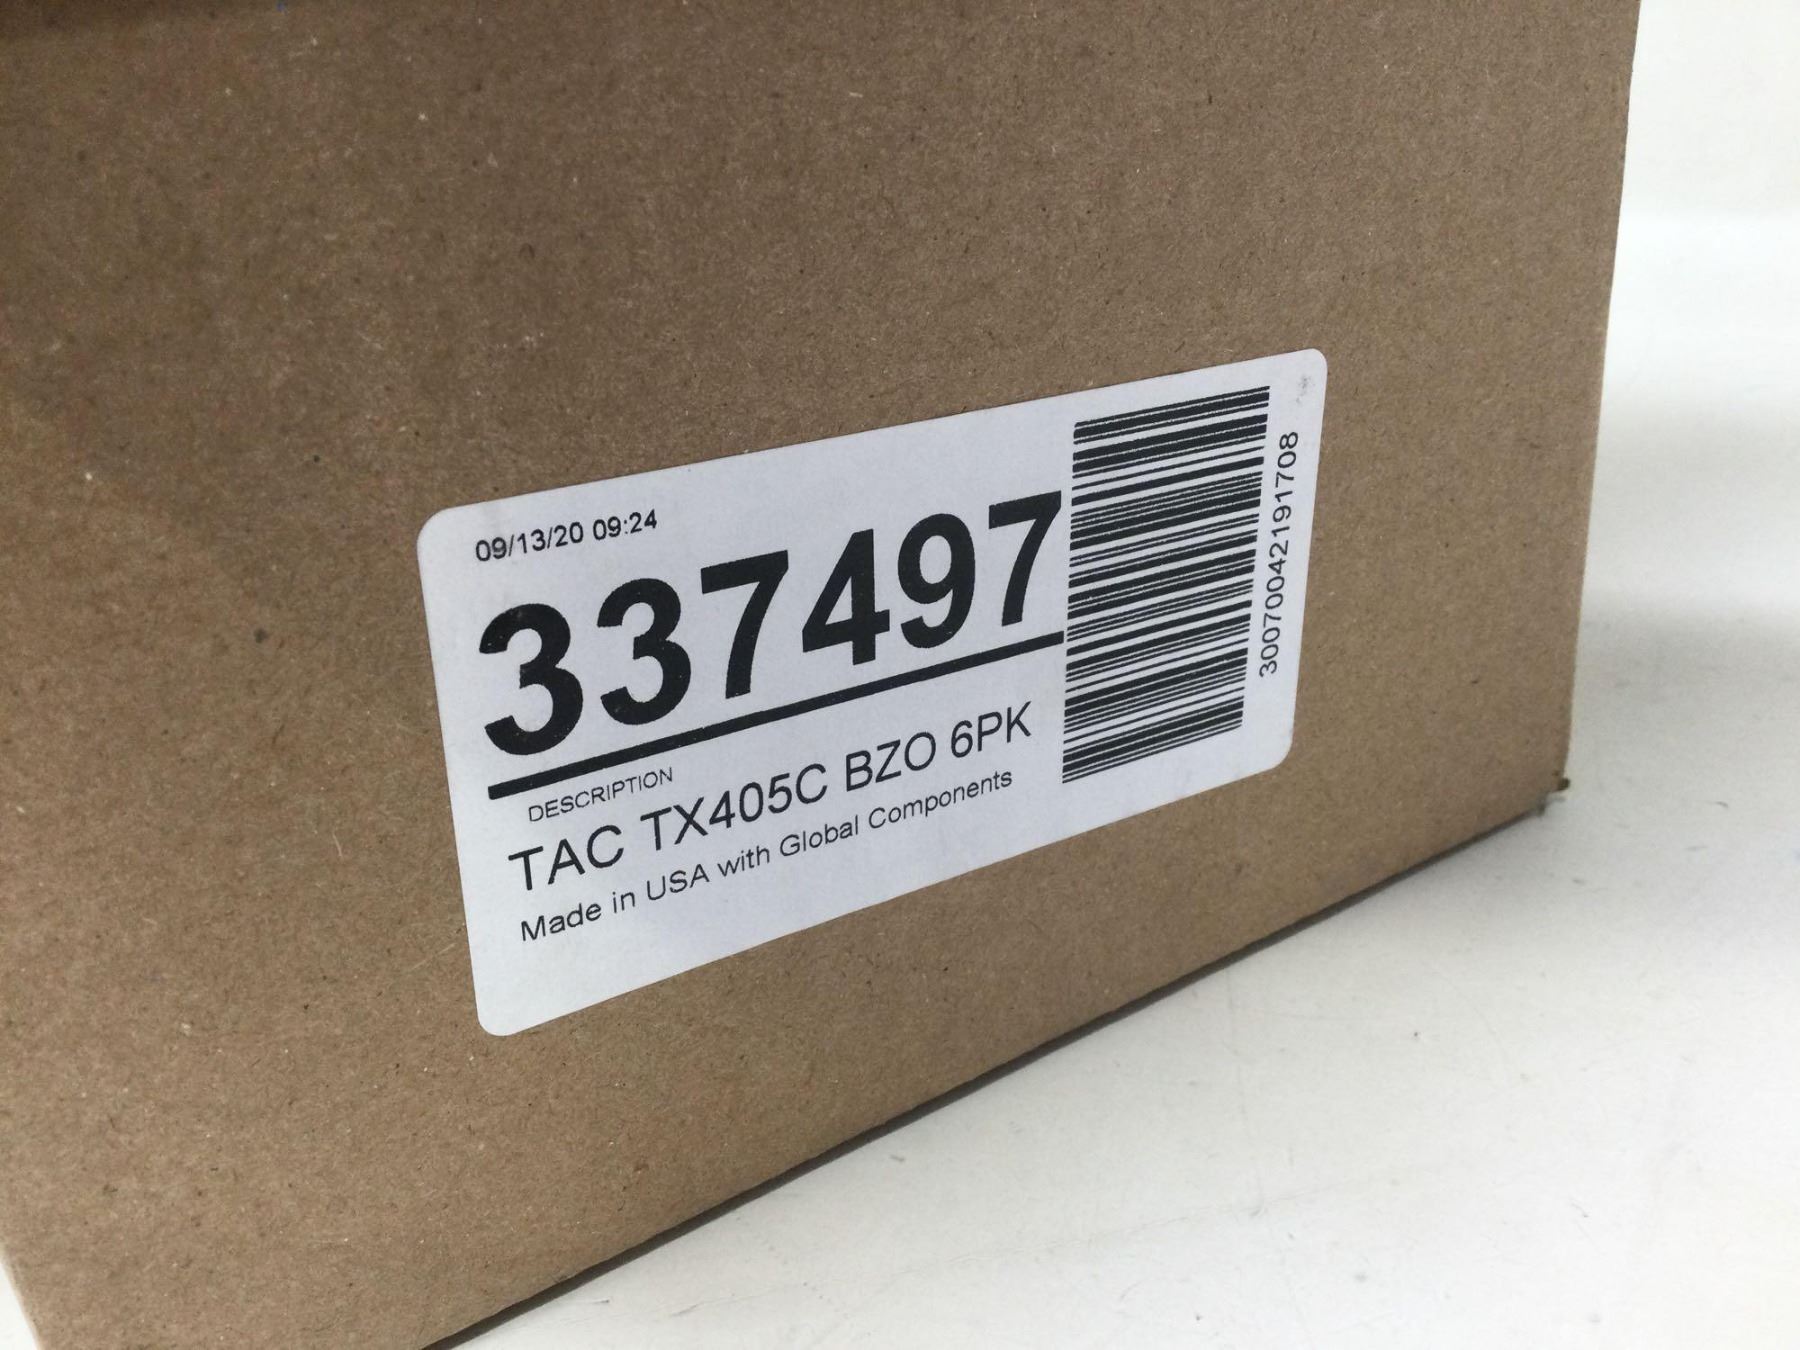 09/13/20 09:24
337497
DESCRIPTION
TAC TX405C BZO 6PK
Made in USA with Global Components
30070042191708